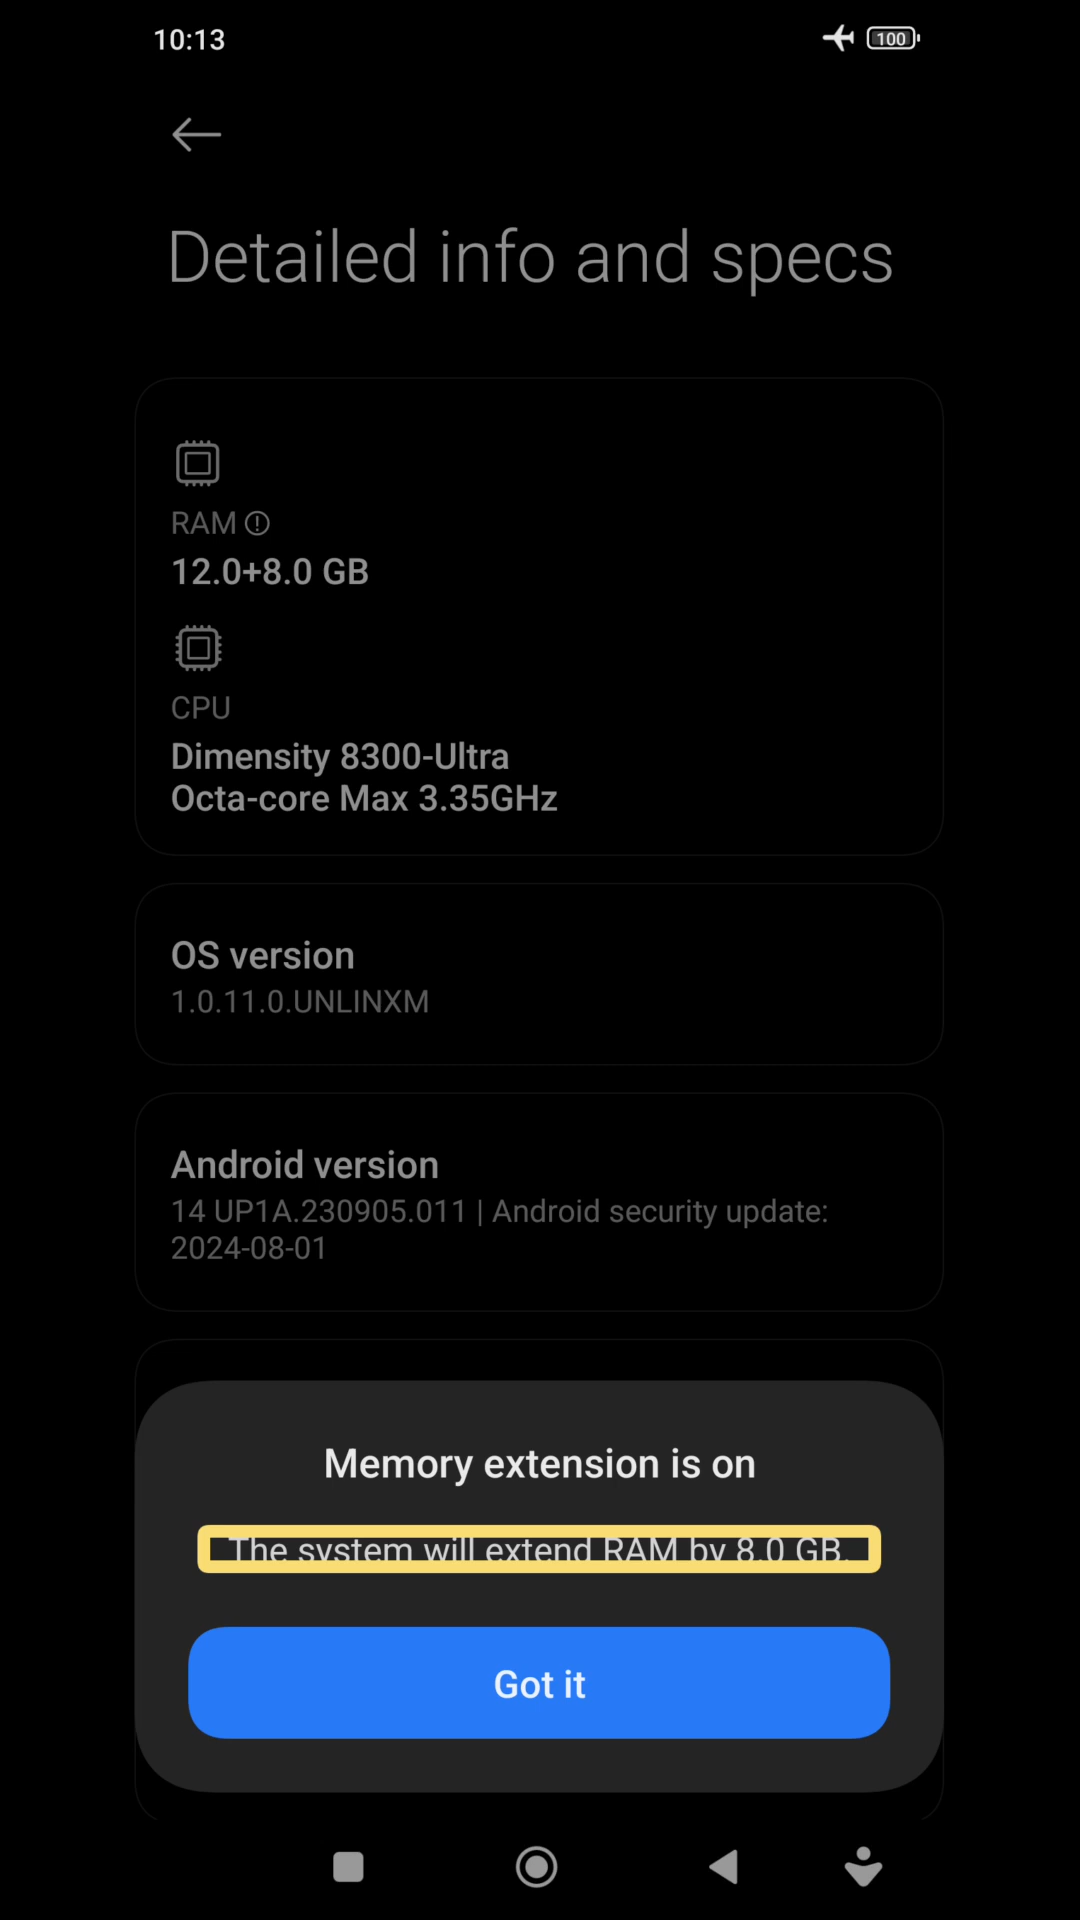 10:13
100
Detailed info and specs
RAM
12.0+8.0 GB
CPU
Dimensity 8300-Ultra
Octa-core Max 3.35GHz
OS version
1.0.11.0.UNLINXM
Android version
14 UP1A.230905.011 | Android security update:
2024-08-01
Memory extension is on
The system will extend RAM by 8.0 GB.
Got it